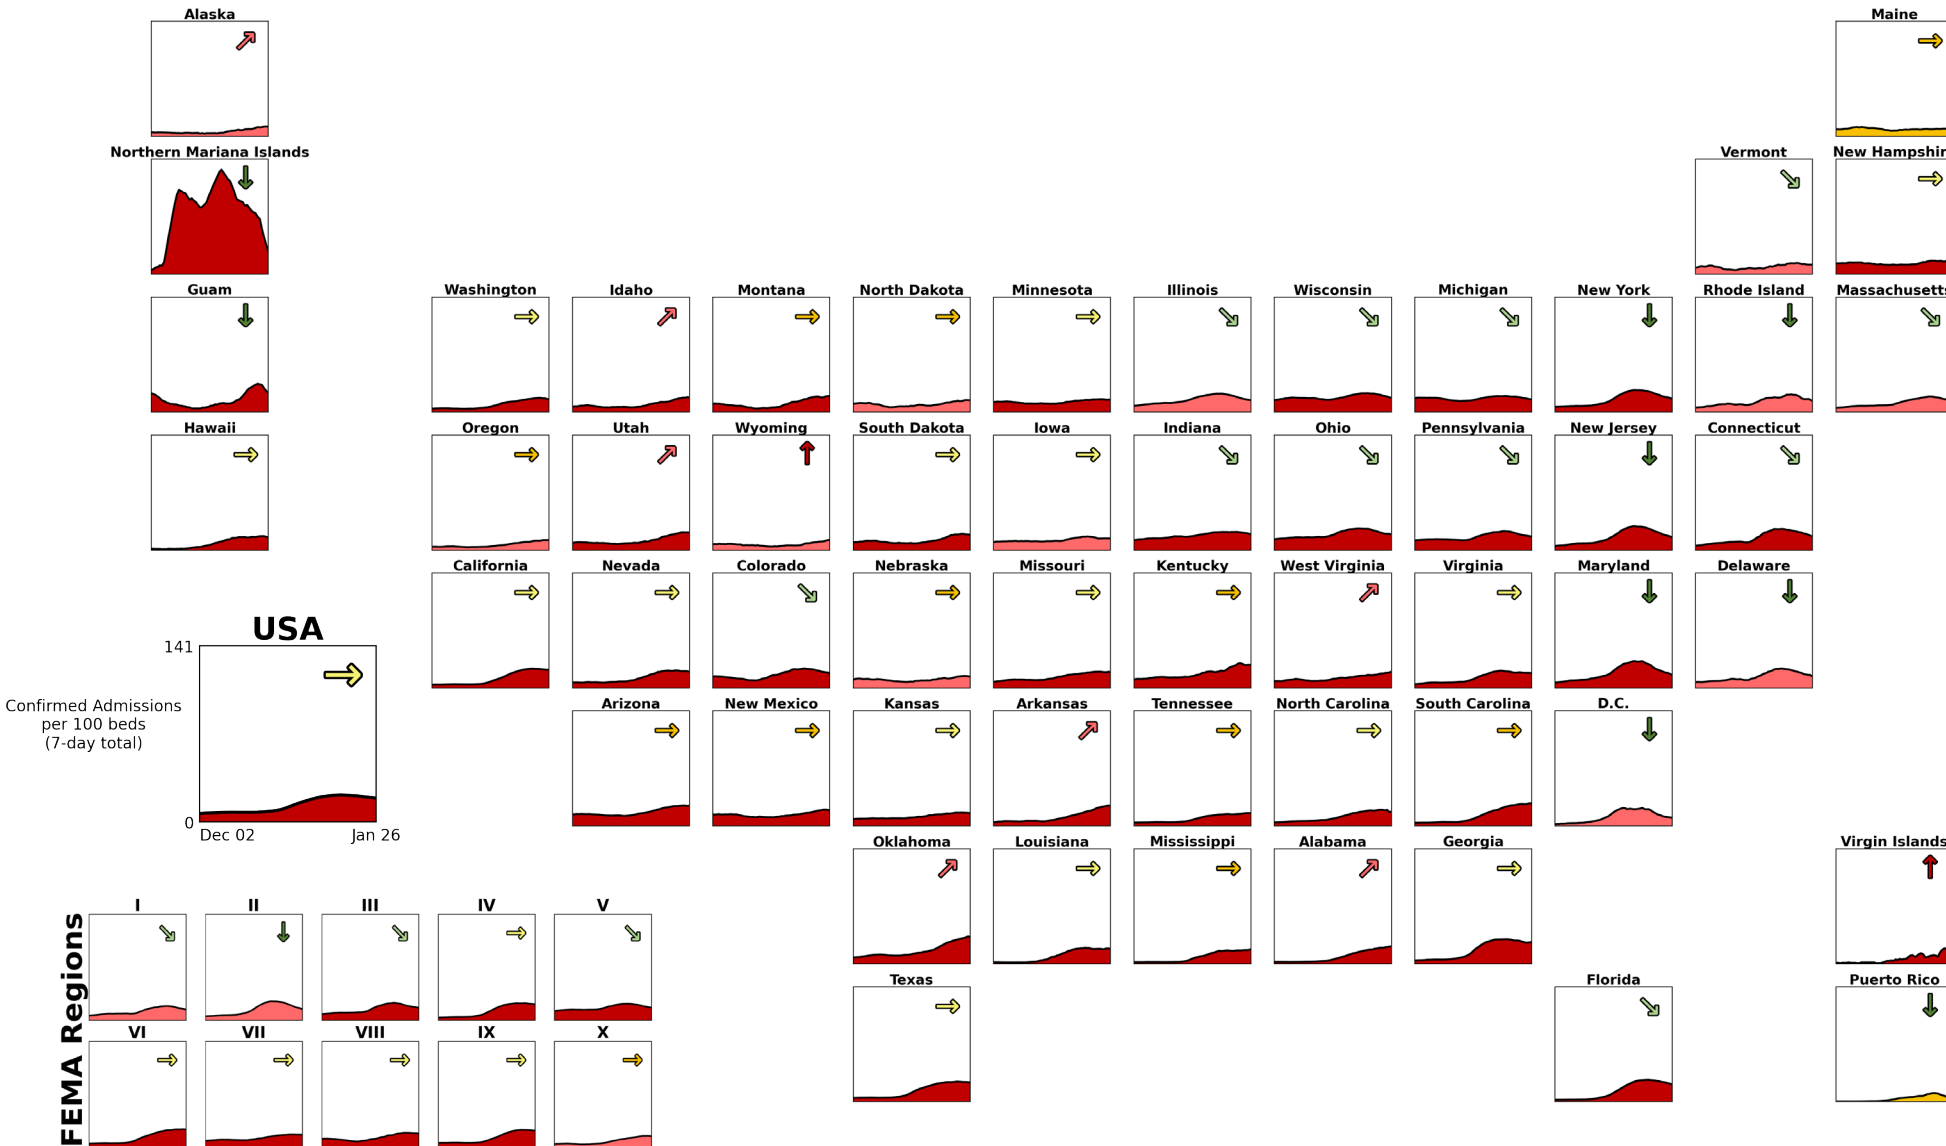 Alaska
Maine
Northern Mariana Islands
Vermont
New Hampshir
Guam
Washington
Idaho
Montana
North Dakota
Minnesota
Illinois
Wisconsin
Michigan
New York
Rhode Island
Massachusetts
Hawaii
Oregon
Utah
Wyoming
South Dakota
Iowa
Indiana
Ohio
Pennsylvania
New Jersey
Connecticut
California
Nevada
Colorado
Nebraska
Missouri
Kentucky
West Virginia
Virginia
Maryland
Delaware
USA
141
Confirmed Admissions
per 100 beds
(7-day total)
0
Dec 02
Jan 26
Arizona
New Mexico
Kansas
Arkansas
Tennessee
North Carolina
South Carolina
D.C.
Oklahoma
Louisiana
Mississippi
Alabama
Georgia
Virgin Islands
Texas
Florida
Puerto Rico
FEMA Regions
I
II
III
IV
V
VI
VII
VIII
IX
X